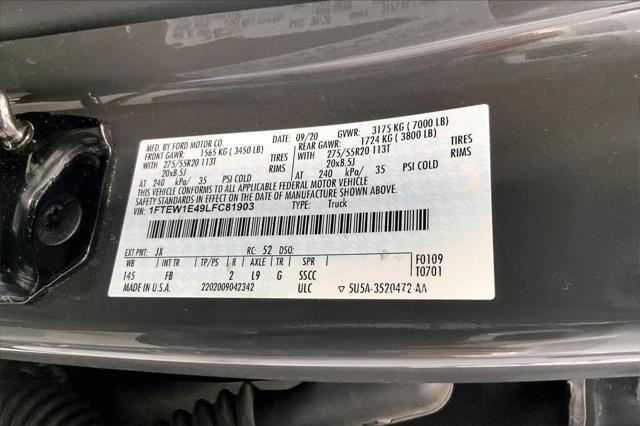 MFD. BY FORD MOTOR CO. DATE: 09/20 GVWR: 3175 KG ( 7000 LB)
FRONT GAWR: 1565 KG ( 3450 LB) REAR GAWR: 1724 KG ( 3800 LB)
WITH 275/55R20 113T TIRES WITH 275/55R20 113T TIRES
20x8.5J RIMS 20x8.5J RIMS
AT 240 kPa/ 35 PSI COLD AT 240 kPa/ 35 PSI COLD
THIS VEHICLE CONFORMS TO ALL APPLICABLE FEDERAL MOTOR VEHICLE
SAFETY STANDARDS IN EFFECT ON THE DATE OF MANUFACTURE SHOWN ABOVE.
VIN: 1FTEW1E49LFC81903 TYPE: Truck
EXT PNT: JX RC: 52 DSO: F0109
WB INT TR TP/PS R AXLE TR SPR T0701
145 FB 2 L9 G SSCC
MADE IN U.S.A. 2202009042342 ULC ▽ 5U5A-3520472-AA